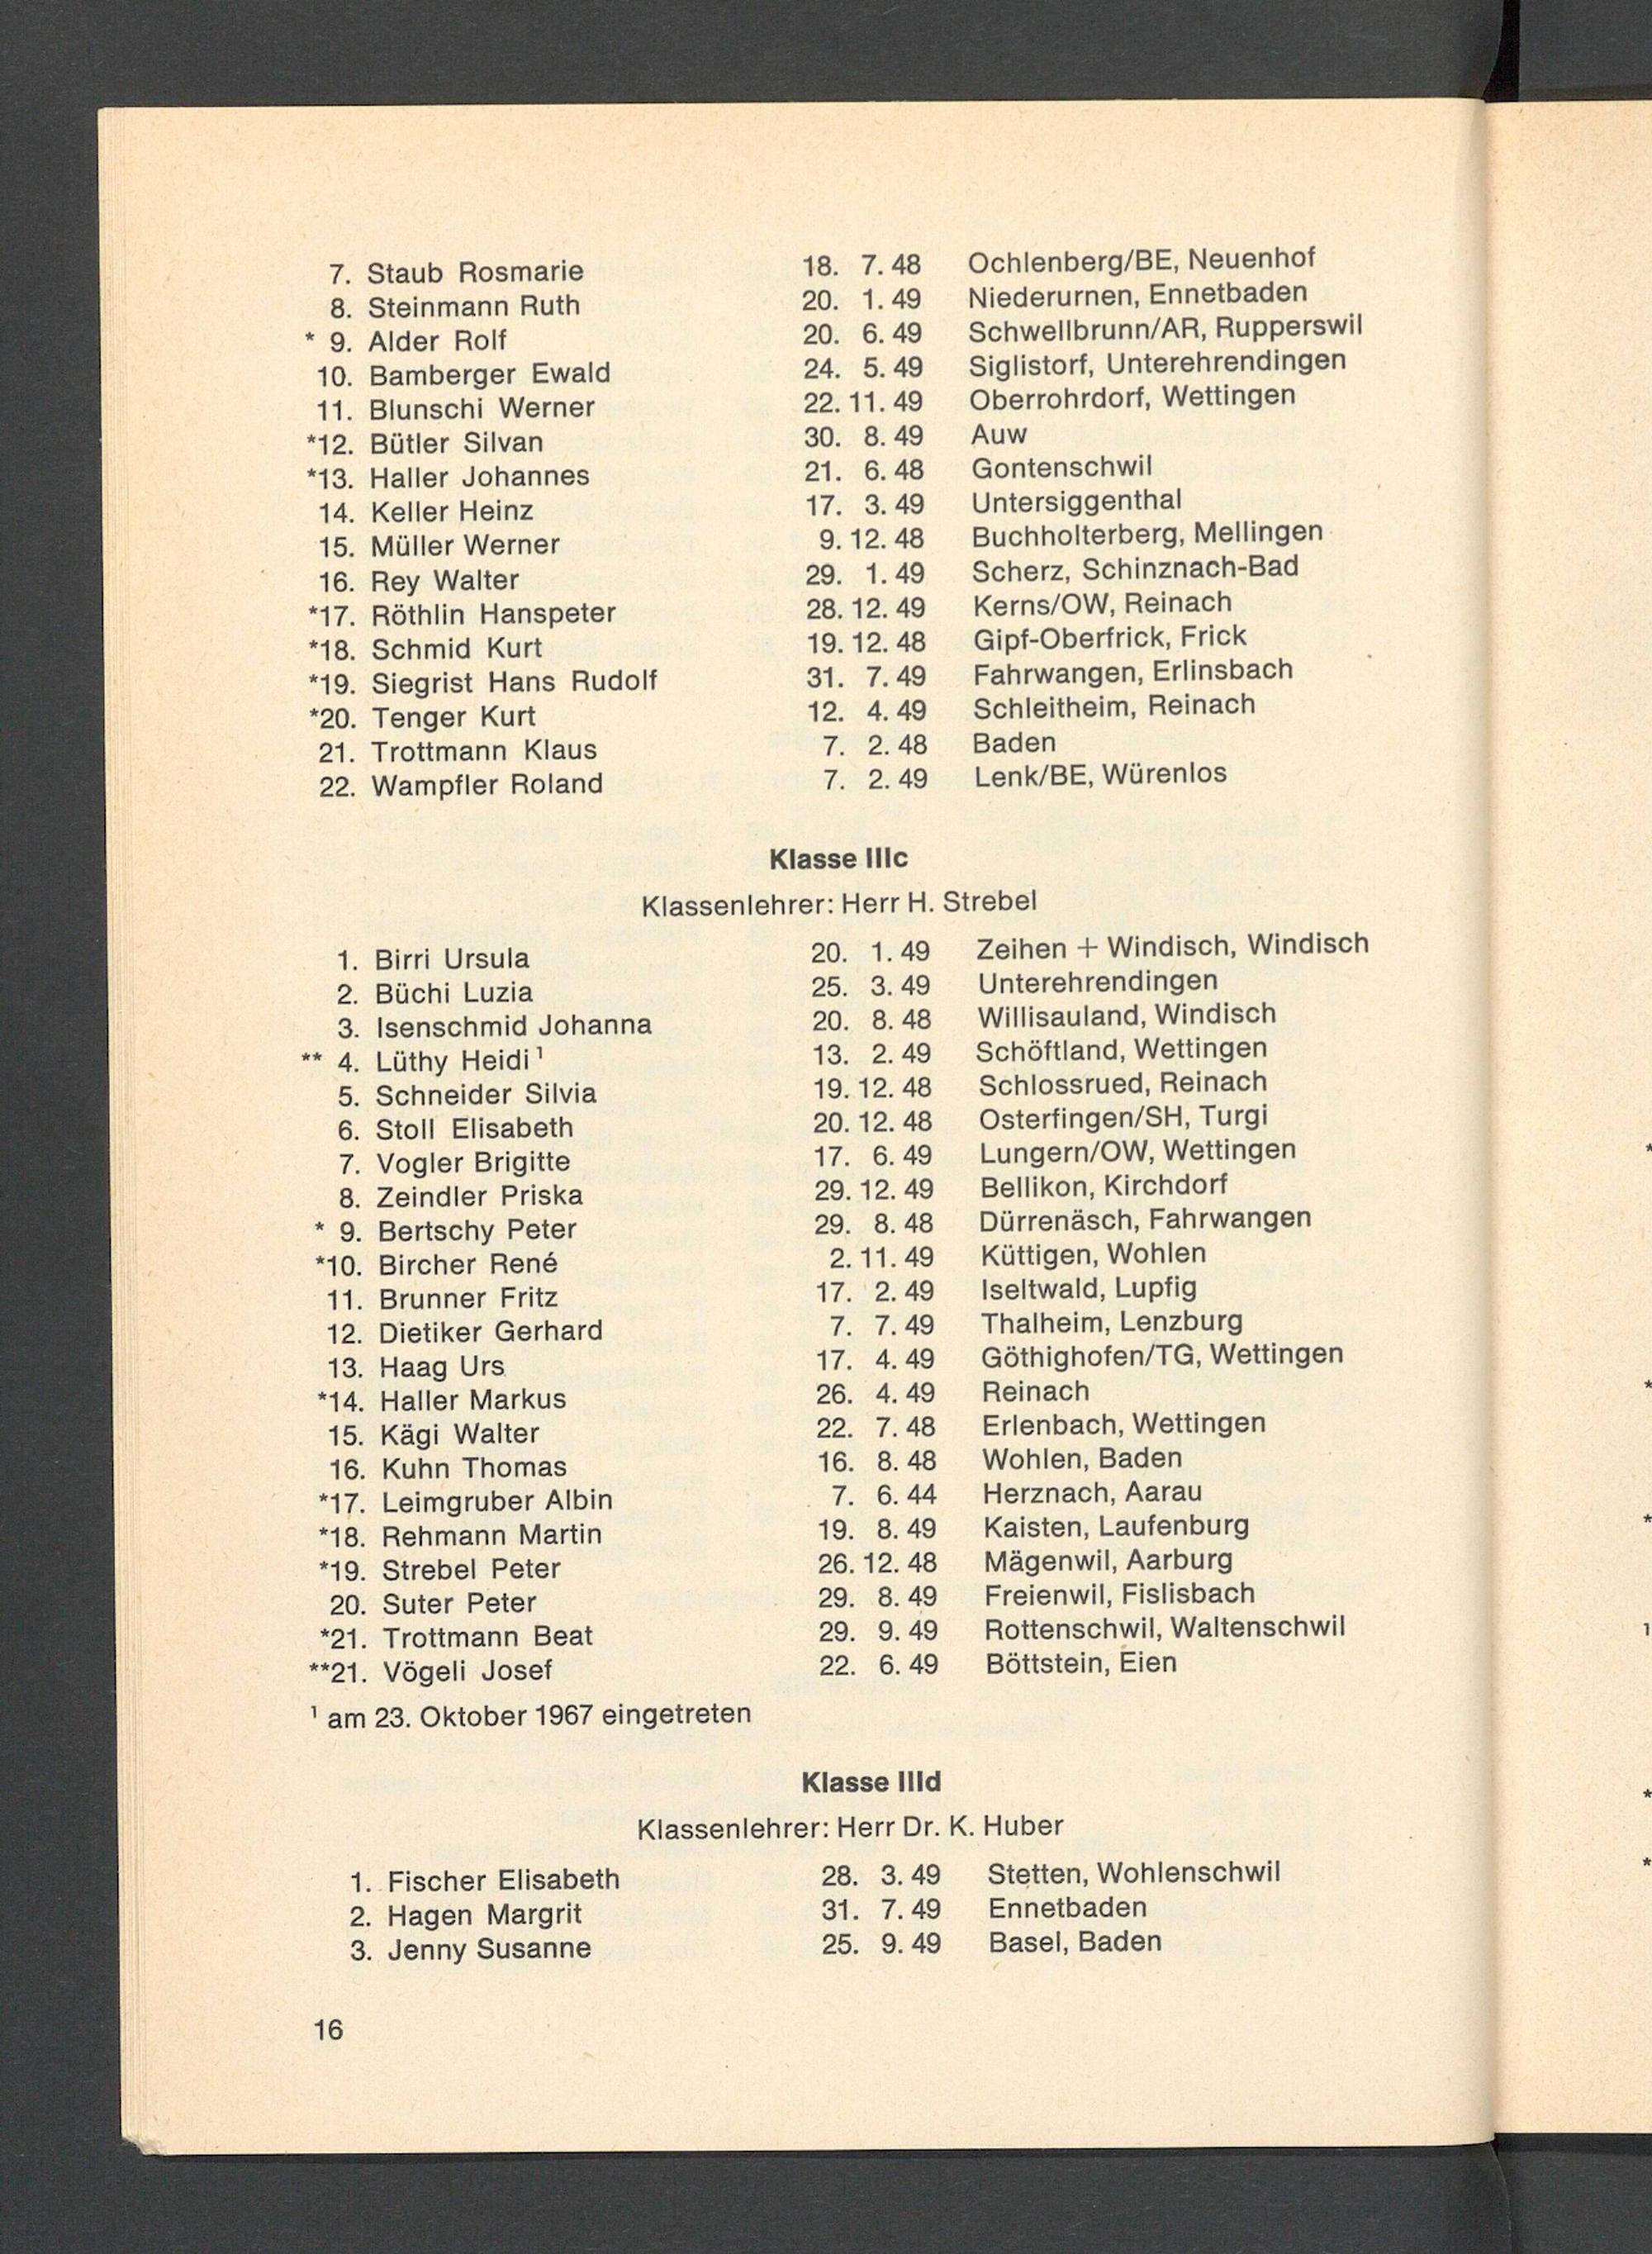 7. Staub Rosmarie 18. 7. 48 Ochlenberg/BE, Neuenhof
8. Steinmann Ruth 20. 1. 49 Niederurnen, Ennetbaden
* 9. Alder Rolf 20. 6. 49 Schwellbrunn/AR, Rupperswil
10. Bamberger Ewald 24. 5. 49 Siglistorf, Unterehrendingen
11. Blunschi Werner 22. 11. 49 Oberrohrdorf, Wettingen
*12. Bütler Silvan 30. 8. 49 Auw
*13. Haller Johannes 21. 6. 48 Gontenschwil
14. Keller Heinz 17. 3. 49 Untersiggenthal
15. Müller Werner 9. 12. 48 Buchholterberg, Mellingen
16. Rey Walter 29. 1. 49 Scherz, Schinznach-Bad
*17. Röthlin Hanspeter 28. 12. 49 Kerns/OW, Reinach
*18. Schmid Kurt 19. 12. 48 Gipf-Oberfrick, Frick
*19. Siegrist Hans Rudolf 31. 7. 49 Fahrwangen, Erlinsbach
*20. Tenger Kurt 12. 4. 49 Schleitheim, Reinach
21. Trottmann Klaus 7. 2. 48 Baden
22. Wampfler Roland 7. 2. 49 Lenk/BE, Würenlos
Klasse IIIc
Klassenlehrer: Herr H. Strebel
1. Birri Ursula 20. 1. 49 Zeihen + Windisch, Windisch
2. Büchi Luzia 25. 3. 49 Unterehrendingen
3. Isenschmid Johanna 20. 8. 48 Willisauland, Windisch
** 4. Lüthy Heidi ¹ 13. 2. 49 Schöftland, Wettingen
5. Schneider Silvia 19. 12. 48 Schlossrued, Reinach
6. Stoll Elisabeth 20. 12. 48 Osterfingen/SH, Turgi
7. Vogler Brigitte 17. 6. 49 Lungern/OW, Wettingen
8. Zeindler Priska 29. 12. 49 Bellikon, Kirchdorf
* 9. Bertschy Peter 29. 8. 48 Dürrenäsch, Fahrwangen
*10. Bircher René 2. 11. 49 Küttigen, Wohlen
11. Brunner Fritz 17. 2. 49 Iseltwald, Lupfig
12. Dietiker Gerhard 7. 7. 49 Thalheim, Lenzburg
13. Haag Urs 17. 4. 49 Göthighofen/TG, Wettingen
*14. Haller Markus 26. 4. 49 Reinach
15. Kägi Walter 22. 7. 48 Erlenbach, Wettingen
16. Kuhn Thomas 16. 8. 48 Wohlen, Baden
*17. Leimgruber Albin 7. 6. 44 Herznach, Aarau
*18. Rehmann Martin 19. 8. 49 Kaisten, Laufenburg
*19. Strebel Peter 26. 12. 48 Mägenwil, Aarburg
20. Suter Peter 29. 8. 49 Freienwil, Fislisbach
*21. Trottmann Beat 29. 9. 49 Rottenschwil, Waltenschwil
**21. Vögeli Josef 22. 6. 49 Böttstein, Eien
¹ am 23. Oktober 1967 eingetreten
Klasse IIId
Klassenlehrer: Herr Dr. K. Huber
1. Fischer Elisabeth 28. 3. 49 Stetten, Wohlenschwil
2. Hagen Margrit 31. 7. 49 Ennetbaden
3. Jenny Susanne 25. 9. 49 Basel, Baden
16